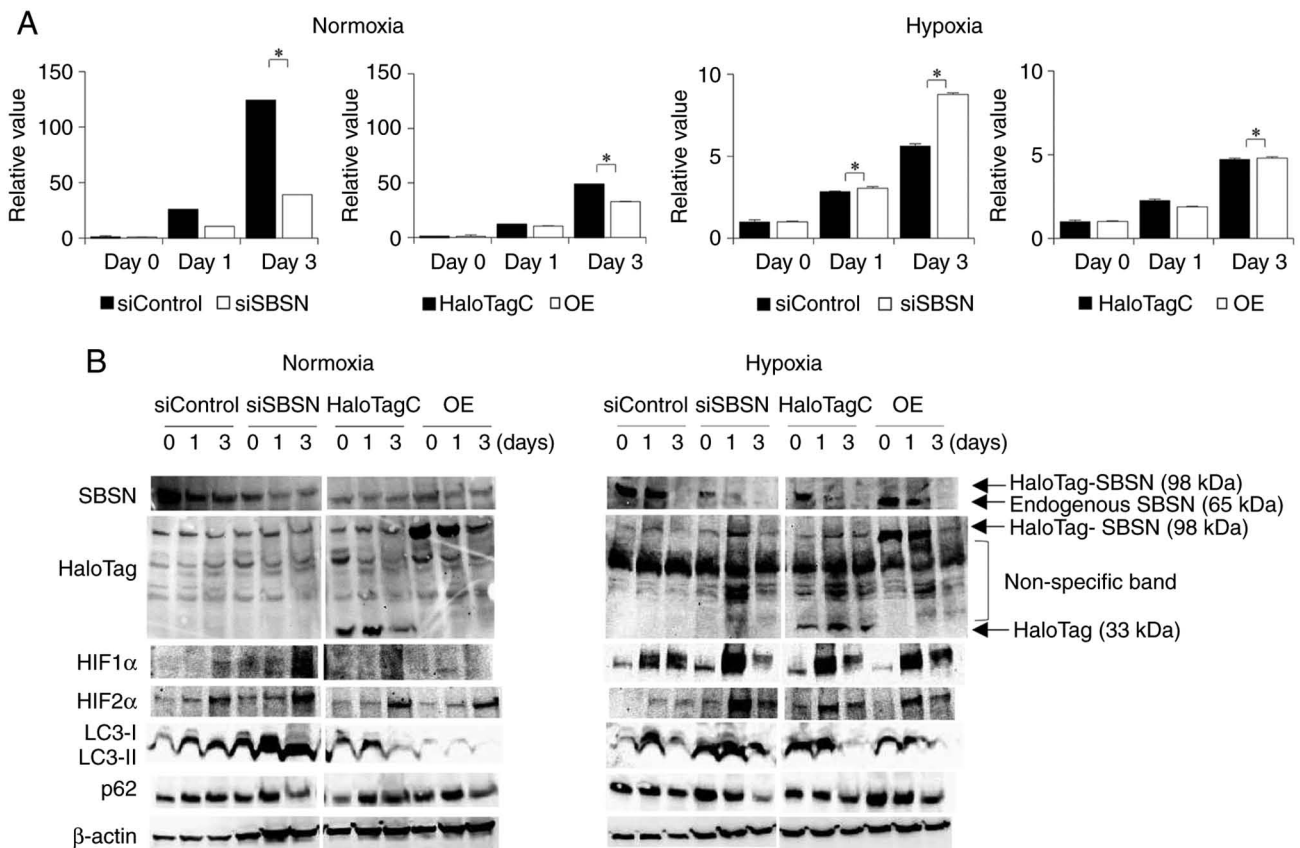 A
Normoxia
Hypoxia
Relative value
150
100
50
0
*
Day 0 Day 1 Day 3
■siControl □siSBSN
Relative value
150
100
50
0
*
Day 0 Day 1 Day 3
■HaloTagC □OE
Relative value
10
5
0
*
*
Day 0 Day 1 Day 3
■siControl □siSBSN
Relative value
10
5
0
*
Day 0 Day 1 Day 3
■HaloTagC □OE
B
Normoxia
siControl siSBSN HaloTagC OE
0 1 3 0 1 3 0 1 3 0 1 3 (days)
Hypoxia
siControl siSBSN HaloTagC OE
0 1 3 0 1 3 0 1 3 0 1 3 (days)
SBSN
HaloTag
HIF1α
HIF2α
LC3-I
LC3-II
p62
β-actin
HaloTag-SBSN (98 kDa)
Endogenous SBSN (65 kDa)
HaloTag- SBSN (98 kDa)
Non-specific band
HaloTag (33 kDa)